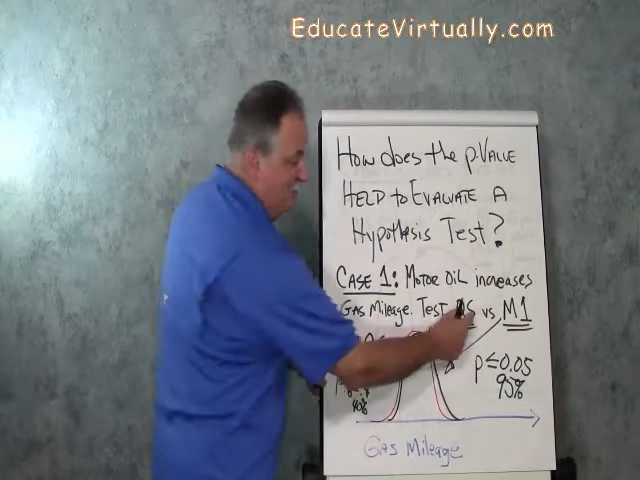 EducateVirtually.com
How does the p-VALUE
HELP to EVALUATE A
Hypothesis Test?
CASE 1: MOTOR OiL increases
Gas Mileage. Test vs M1
p≤0.05
95%
Gas Mileage